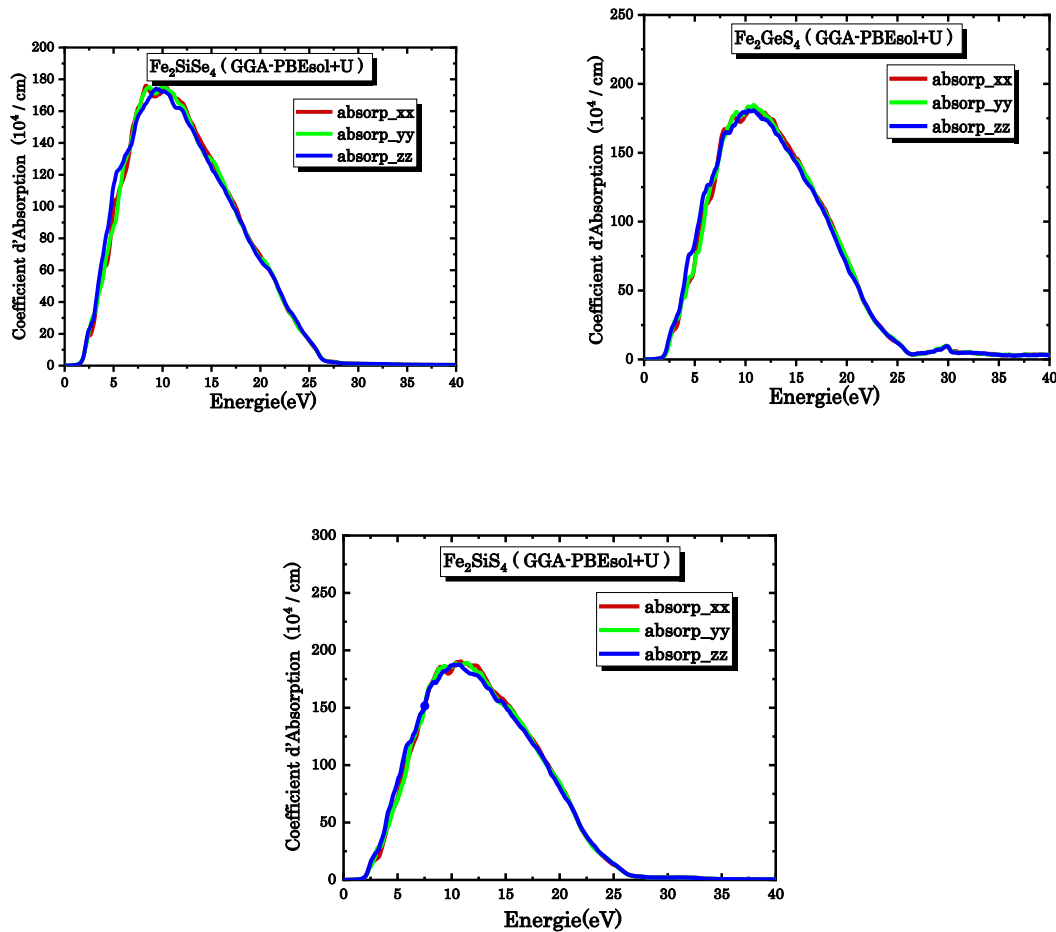 Fe₂SiSe₄ ( GGA-PBEsol+U )
absorp_xx
absorp_yy
absorp_zz
Coefficient d'Absorption (10⁴ / cm)
200
180
160
140
120
100
80
60
40
20
0
0 5 10 15 20 25 30 35 40
Energie(eV)
Fe₂GeS₄ (GGA-PBEsol+U )
absorp_xx
absorp_yy
absorp_zz
Coefficient d'Absorption (10⁴ / cm)
250
200
150
100
50
0
0 5 10 15 20 25 30 35 40
Energie(eV)
Fe₂SiS₄ ( GGA-PBEsol+U )
absorp_xx
absorp_yy
absorp_zz
Coefficient d'Absorption (10⁴ / cm)
300
250
200
150
100
50
0
0 5 10 15 20 25 30 35 40
Energie(eV)